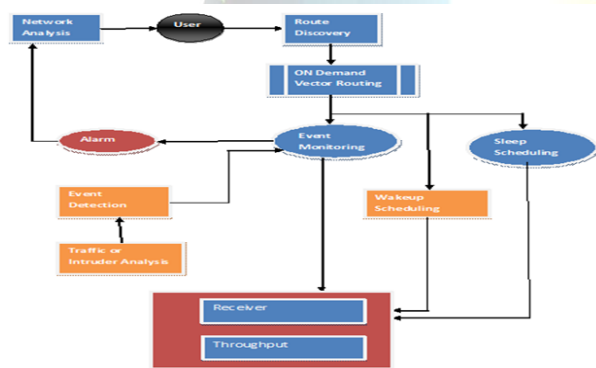 Network
Analysis
User
Route
Discovery
ON Demand
Vector Routing
Alarm
Event
Monitoring
Sleep
Scheduling
Event
Detection
Wakeup
Scheduling
Traffic or
Intruder Analysis
Receiver
Throughput